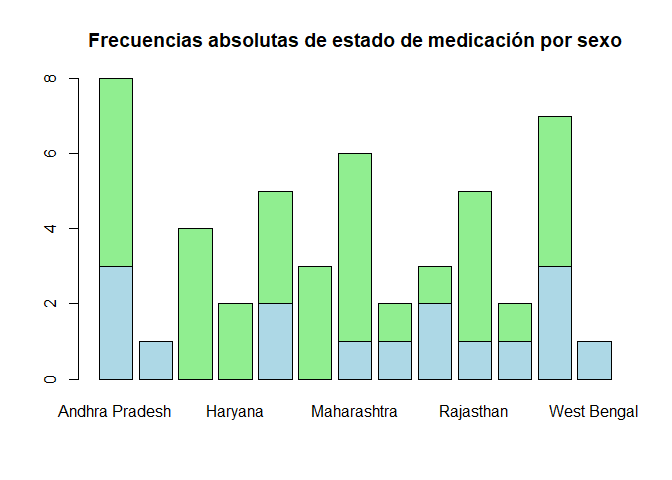 Frecuencias absolutas de estado de medicación por sexo
8
6
4
2
0
Andhra Pradesh Haryana Maharashtra Rajasthan West Bengal